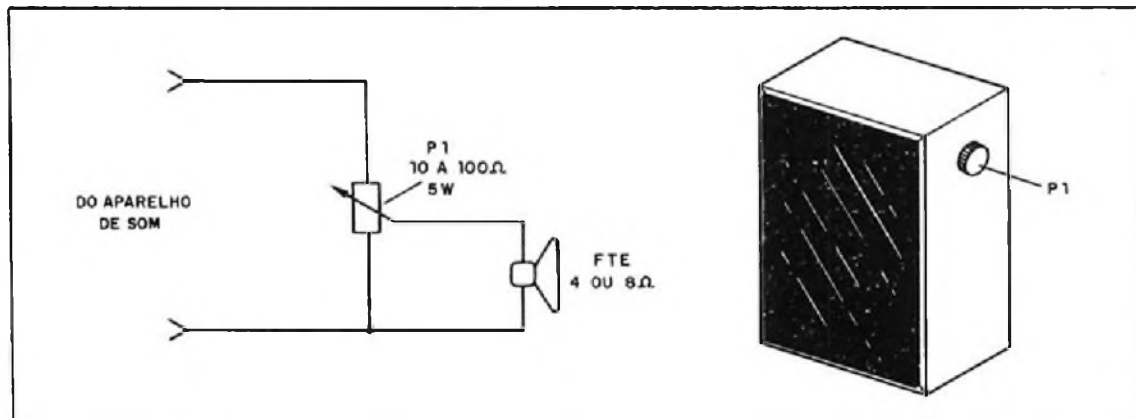 DO APARELHO
DE SOM
P1
10 A 100Ω
5W
FTE
4 OU 8Ω
P1